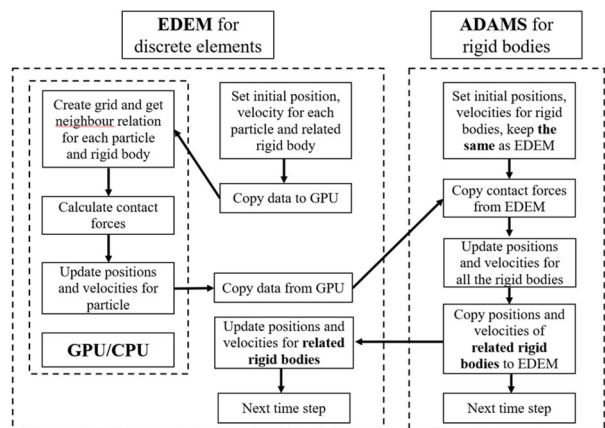 EDEM for
discrete elements
ADAMS for
rigid bodies
Create grid and get
neighbour relation
for each particle
and rigid body
Calculate contact
forces
Update positions
and velocities for
particle
GPU/CPU
Set initial position,
velocity for each
particle and related
rigid body
Copy data to GPU
Copy data from GPU
Update positions and
velocities for related
rigid bodies
Next time step
Set initial positions,
velocities for rigid
bodies, keep the
same as EDEM
Copy contact forces
from EDEM
Update positions
and velocities for
all the rigid bodies
Copy positions and
velocities of
related rigid
bodies to EDEM
Next time step